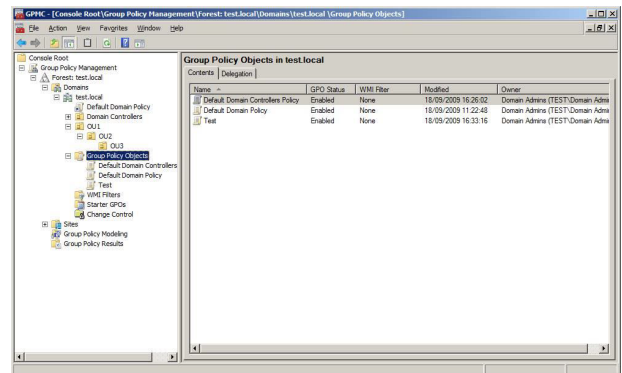 GPMC - [Console Root\Group Policy Management\Forest: test.local\Domains\test.local \Group Policy Objects]
File Action View Favorites Window Help
Console Root
Group Policy Management
Forest: test.local
Domains
test.local
Default Domain Policy
Domain Controllers
OU1
OU2
OU3
Group Policy Objects
Default Domain Controllers
Default Domain Policy
Test
WMI Filters
Starter GPOs
Change Control
Sites
Group Policy Modeling
Group Policy Results
Group Policy Objects in test.local
Contents Delegation
Name GPO Status WMI Filter Modified Owner
Default Domain Controllers Policy Enabled None 18/09/2009 16:26:02 Domain Admins (TEST\Domain Admi
Default Domain Policy Enabled None 18/09/2009 11:22:48 Domain Admins (TEST\Domain Admi
Test Enabled None 18/09/2009 16:33:16 Domain Admins (TEST\Domain Admi